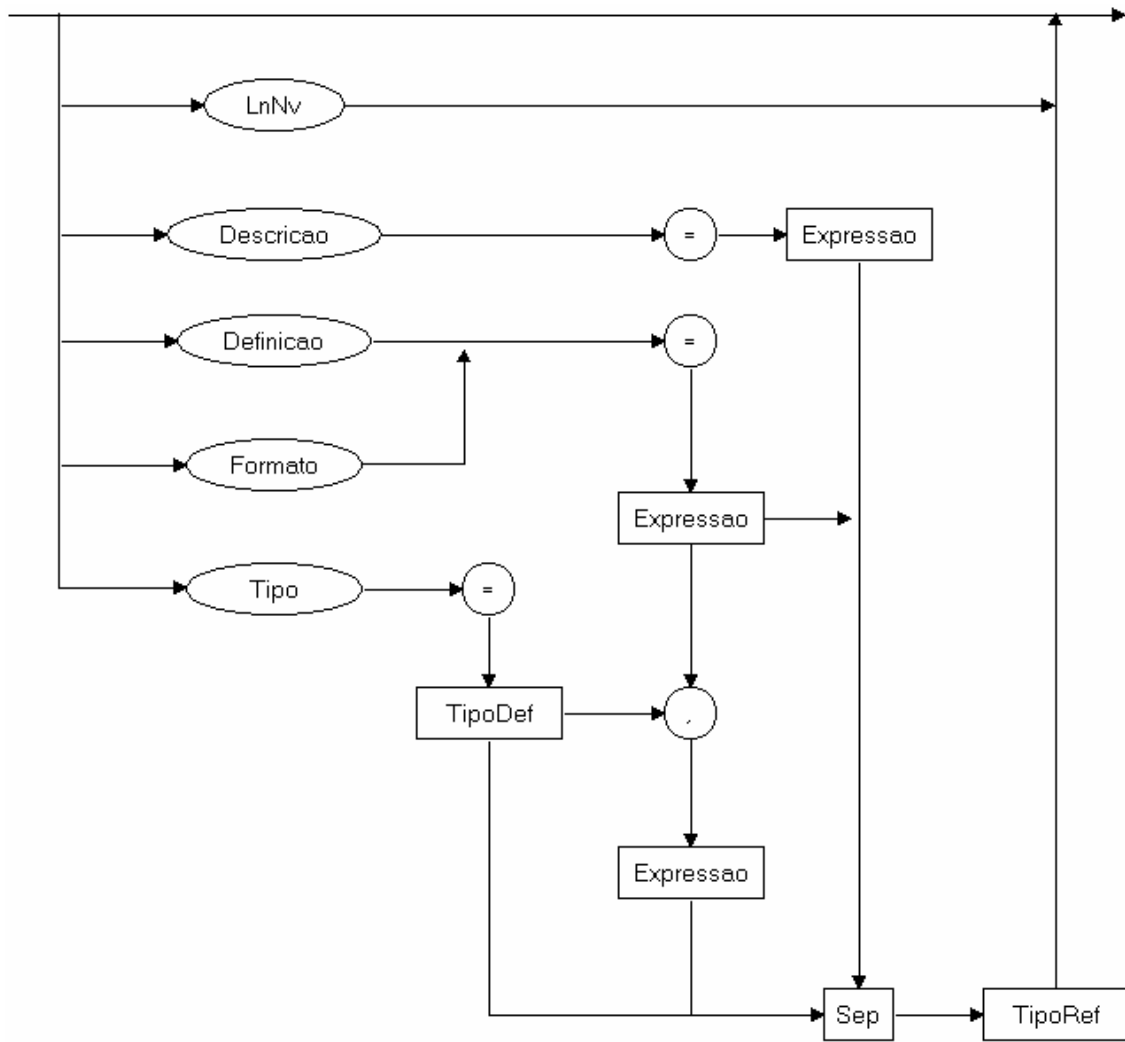 LnNv
Descricao
=
Expressao
Definicao
=
Formato
Expressao
Tipo
=
TipoDef
,
Expressao
Sep
TipoRef